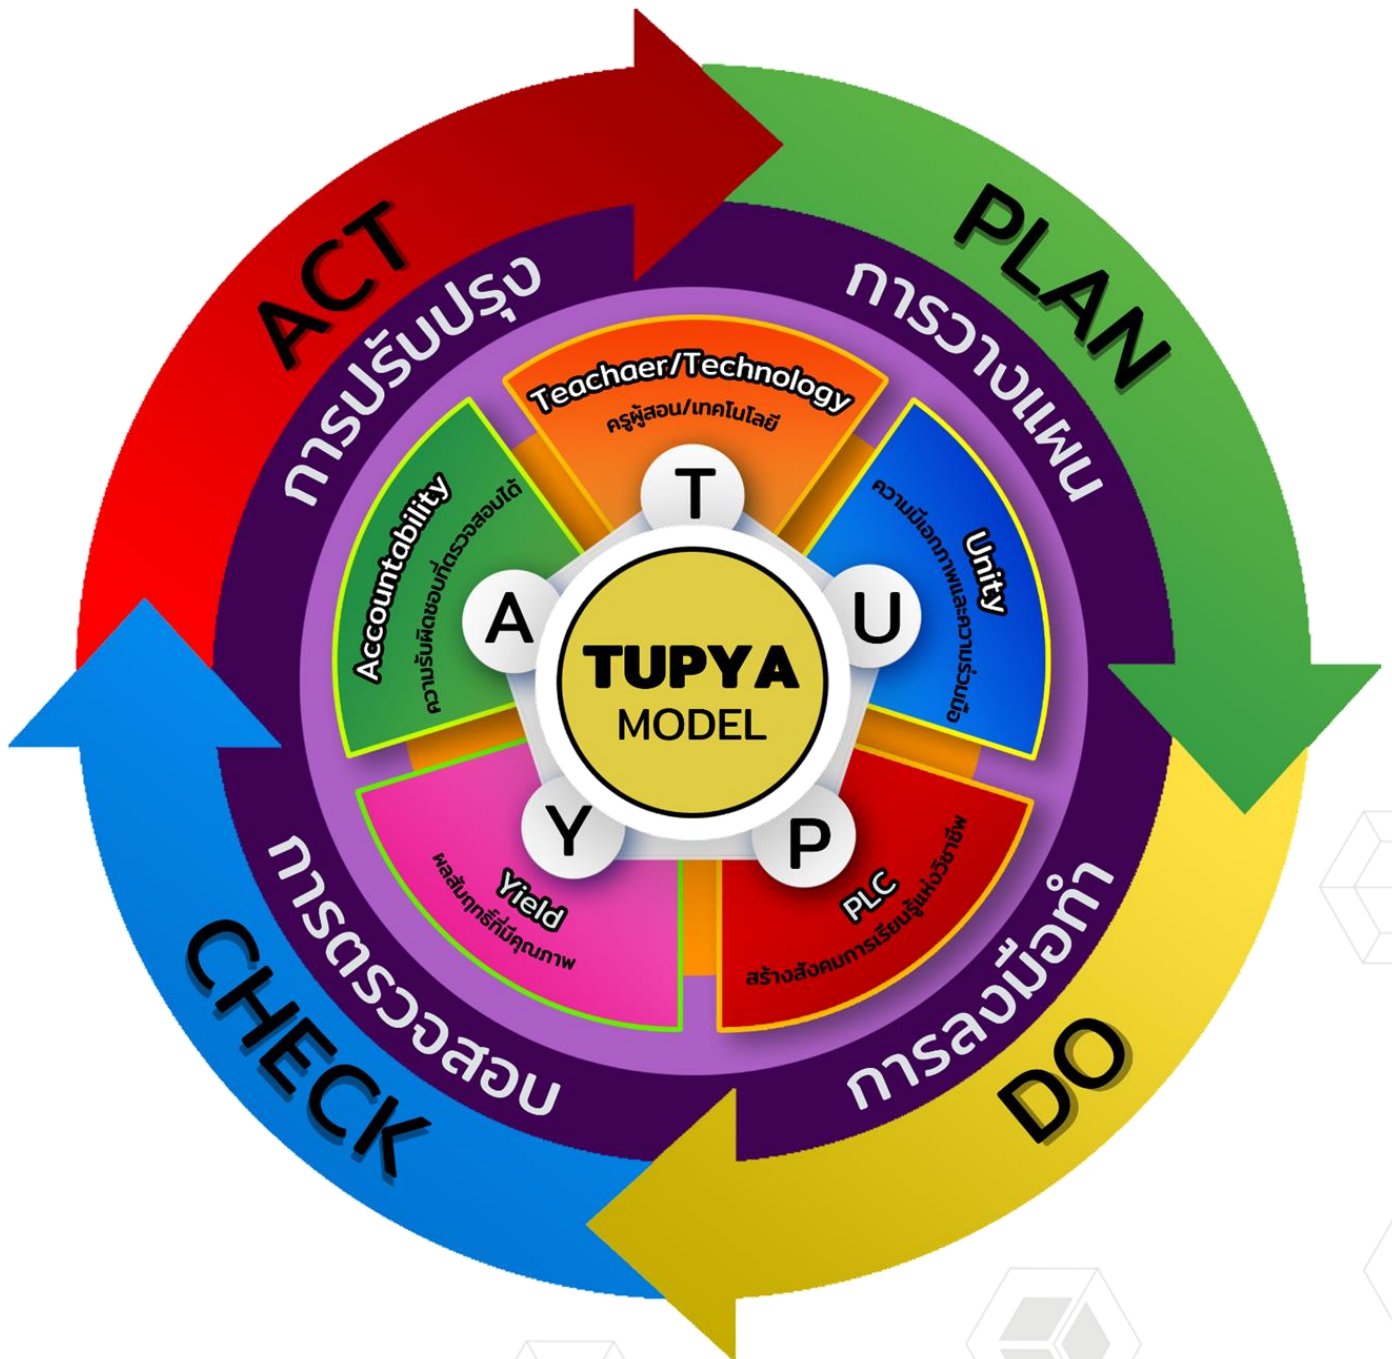 ACT
การปรับปรุง
PLAN
การวางแผน
DO
การลงมือทำ
CHECK
การตรวจสอบ
Teachaer/Technology
ครูผู้สอน/เทคโนโลยี
T
Unity
ความมีเอกภาพและความร่วมมือ
U
PLC
สร้างสังคมการเรียนรู้แห่งวิชาชีพ
P
Yield
ผลสัมฤทธิ์ที่มีคุณภาพ
Y
Accountability
ความรับผิดชอบที่ตรวจสอบได้
A
TUPYA
MODEL